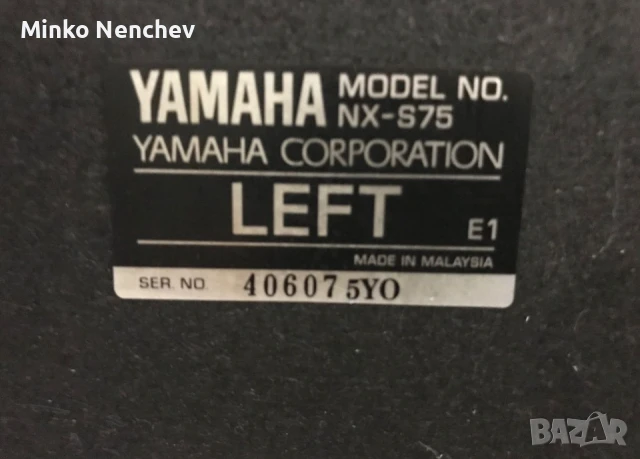 Minko Nenchev
YAMAHA MODEL NO. NX-S75
YAMAHA CORPORATION
LEFT E1
MADE IN MALAYSIA
SER. NO. 406075YO
BAZAR